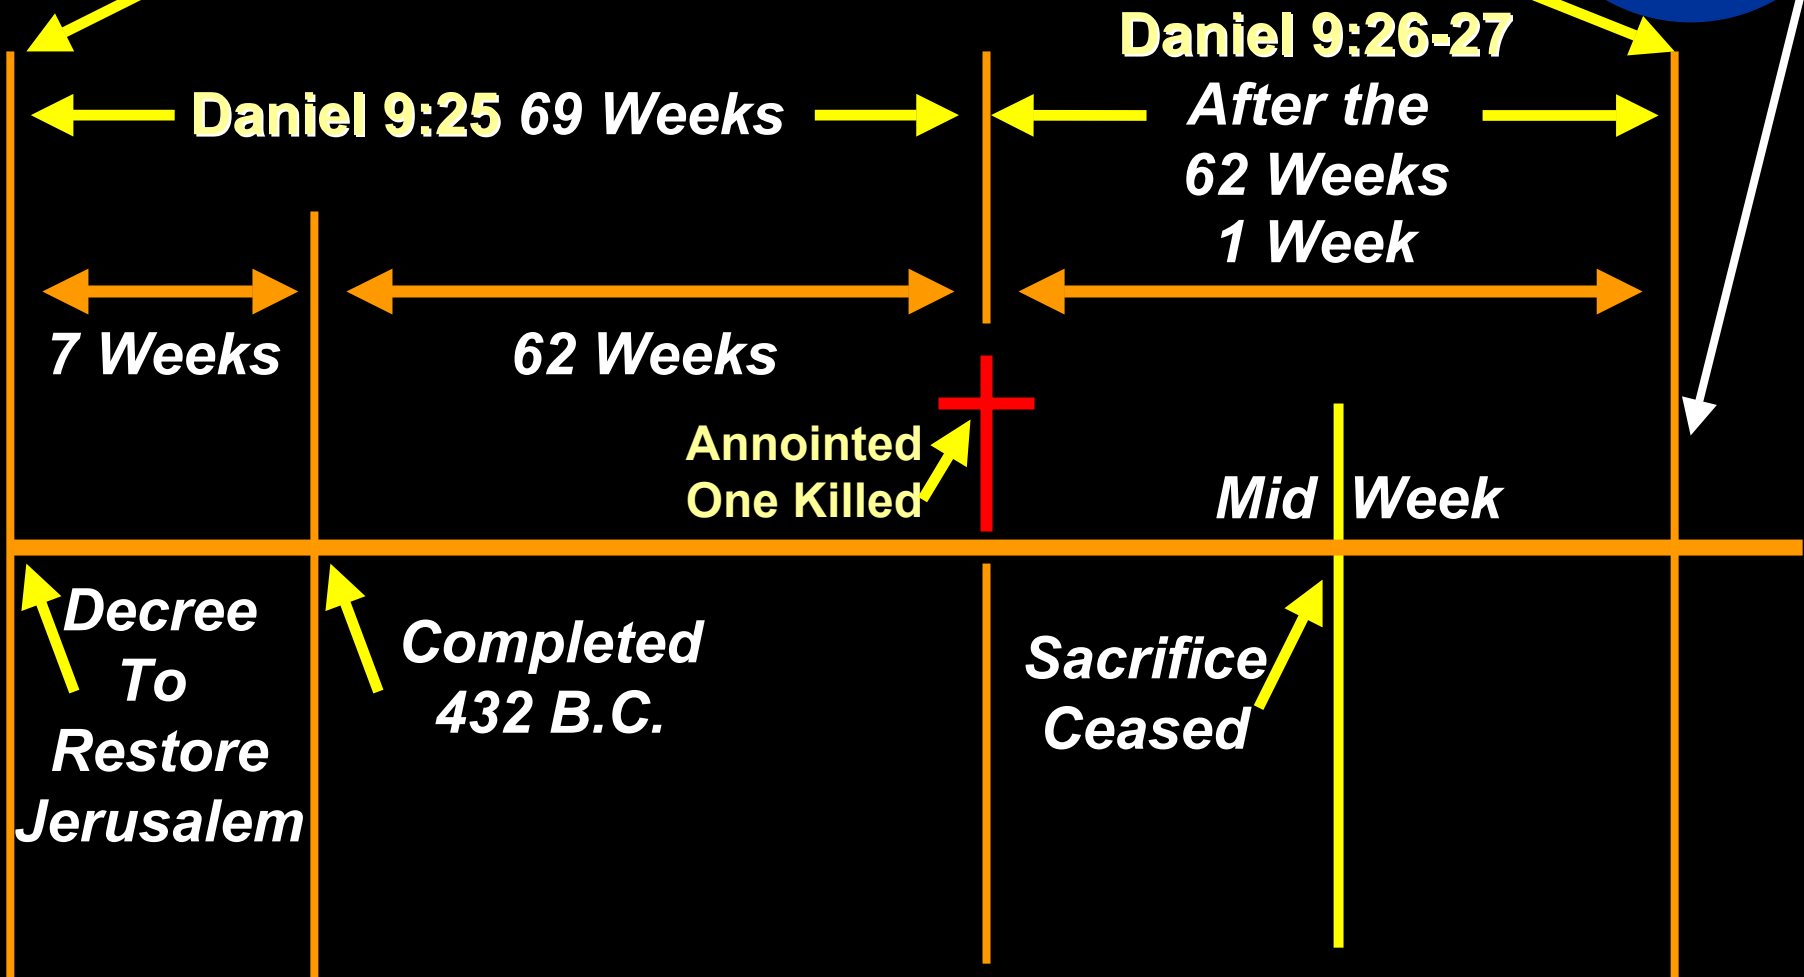 Daniel 9:25 69 Weeks
Daniel 9:26-27
After the
62 Weeks
1 Week
7 Weeks
62 Weeks
Annointed
One Killed
Mid Week
Decree
To
Restore
Jerusalem
Completed
432 B.C.
Sacrifice
Ceased